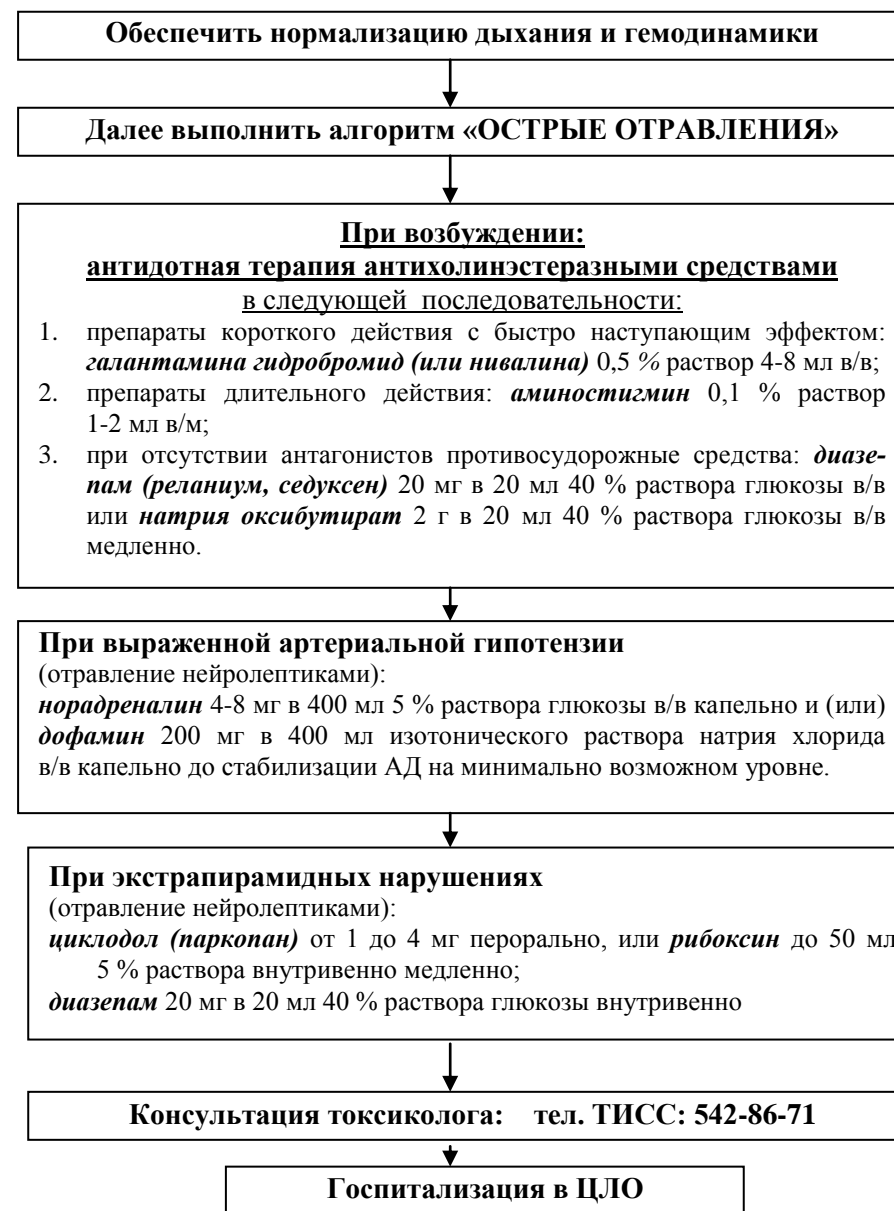 Обеспечить нормализацию дыхания и гемодинамики
Далее выполнить алгоритм «ОСТРЫЕ ОТРАВЛЕНИЯ»
При возбуждении:
антидотная терапия антихолинэстеразными средствами
в следующей последовательности:
1. препараты короткого действия с быстро наступающим эффектом:
галантамина гидробромид (или нивалина) 0,5 % раствор 4-8 мл в/в;
2. препараты длительного действия: аминостигмин 0,1 % раствор
1-2 мл в/м;
3. при отсутствии антагонистов противосудорожные средства: диазе-
пам (реланиум, седуксен) 20 мг в 20 мл 40 % раствора глюкозы в/в
или натрия оксибутират 2 г в 20 мл 40 % раствора глюкозы в/в
медленно.
При выраженной артериальной гипотензии
(отравление нейролептиками):
норадреналин 4-8 мг в 400 мл 5 % раствора глюкозы в/в капельно и (или)
дофамин 200 мг в 400 мл изотонического раствора натрия хлорида
в/в капельно до стабилизации АД на минимально возможном уровне.
При экстрапирамидных нарушениях
(отравление нейролептиками):
циклодол (паркопан) от 1 до 4 мг перорально, или рибоксин до 50 мл
5 % раствора внутривенно медленно;
диазепам 20 мг в 20 мл 40 % раствора глюкозы внутривенно
Консультация токсиколога: тел. ТИСС: 542-86-71
Госпитализация в ЦЛО